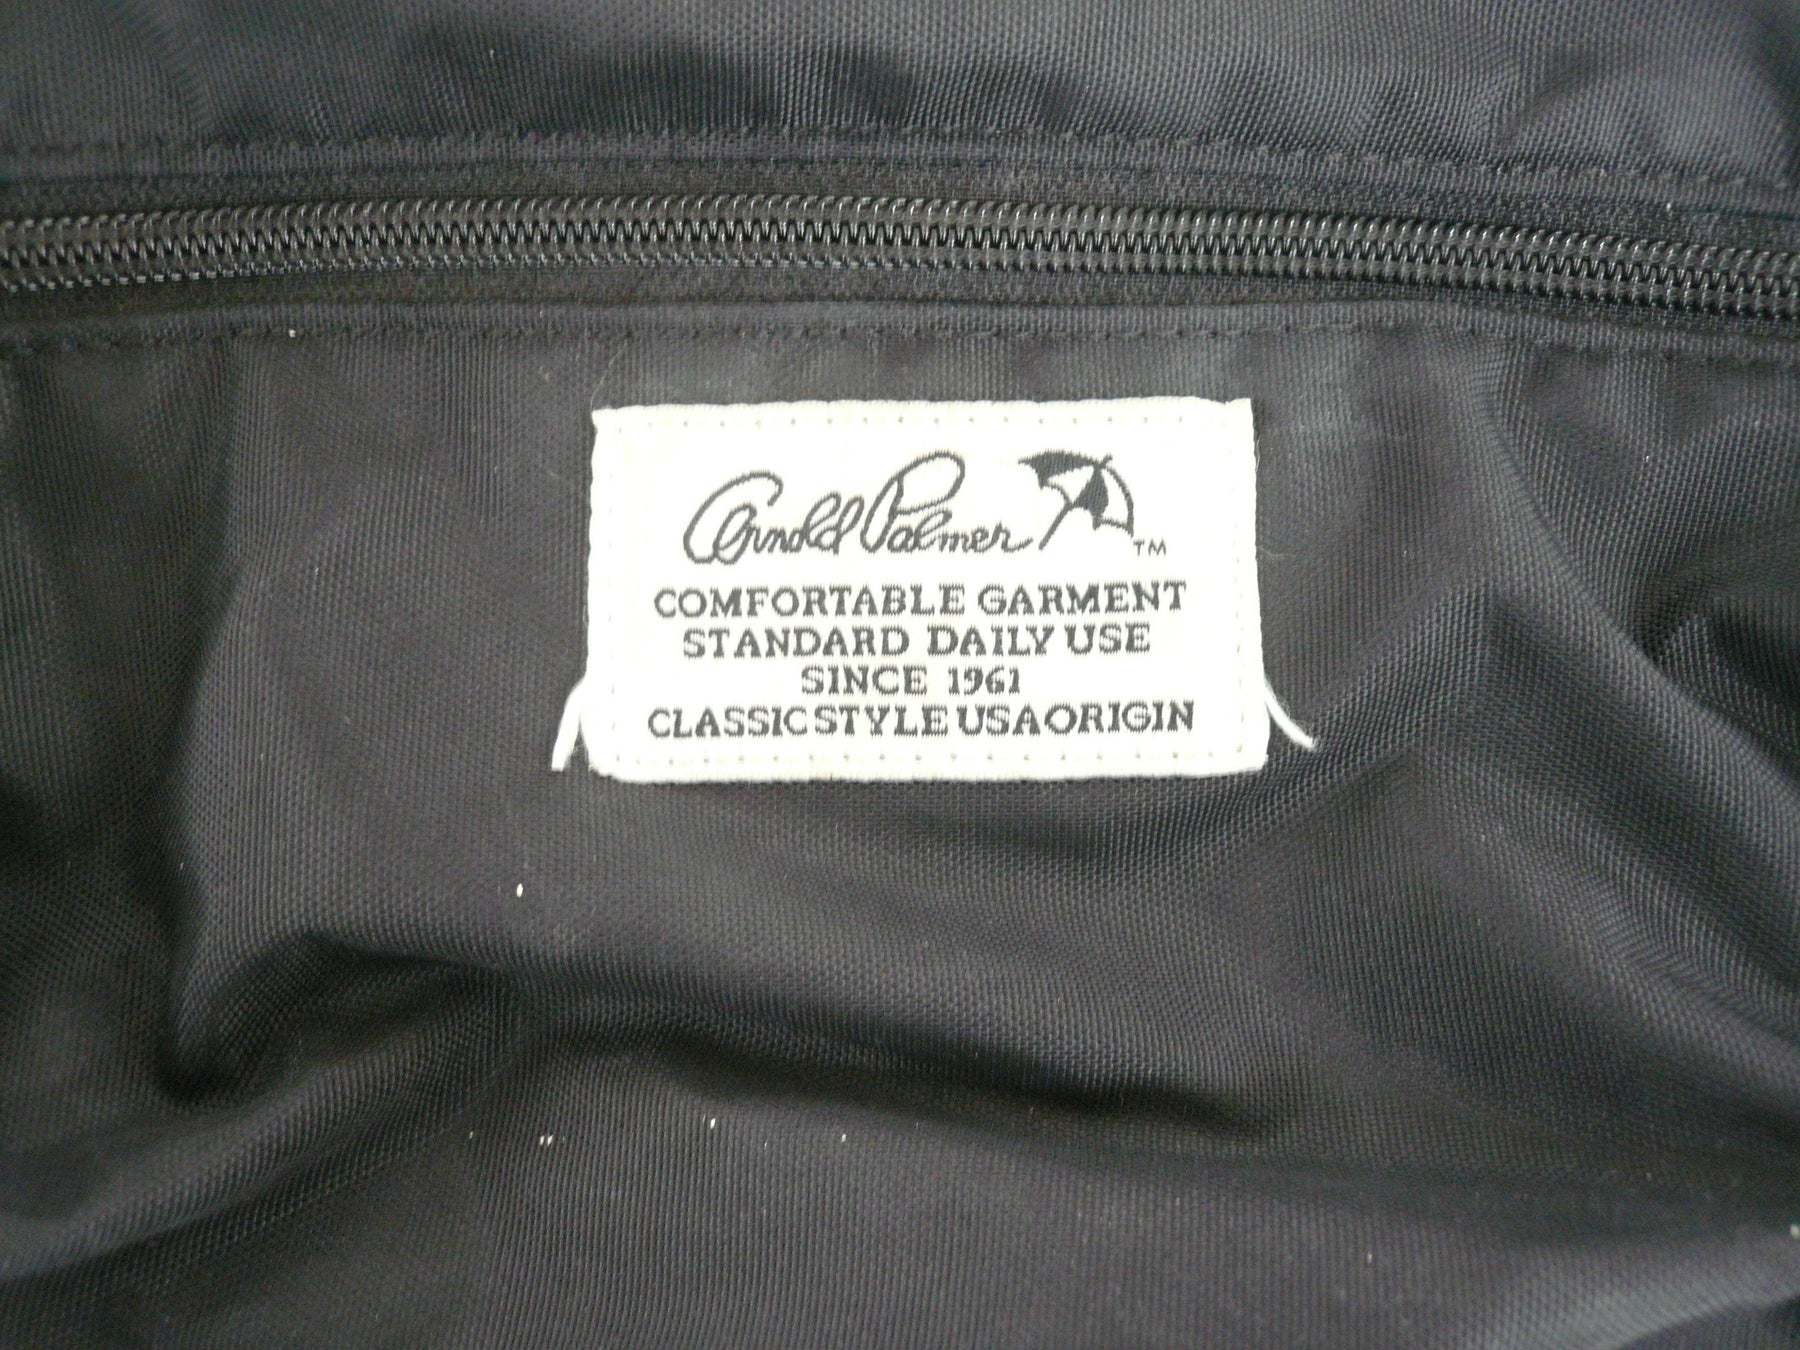 Arnold Palmer TM
COMFORTABLE GARMENT
STANDARD DAILY USE
SINCE 1961
CLASSIC STYLE USA ORIGIN